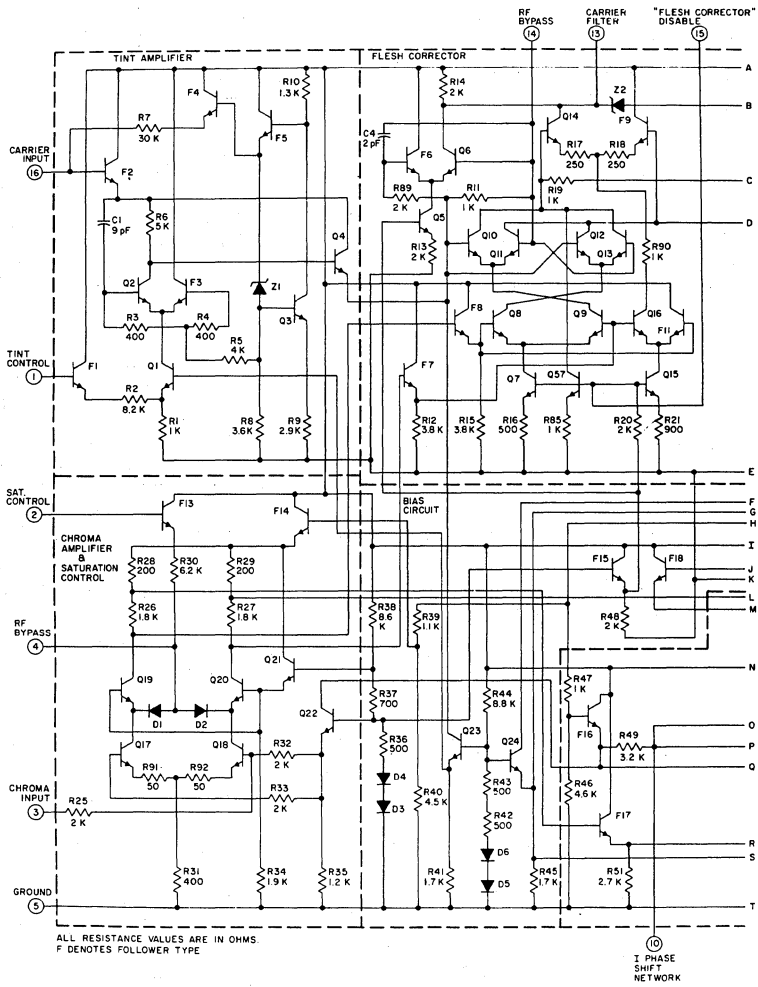 RF
BYPASS
14
CARRIER
FILTER
13
"FLESH CORRECTOR"
DISABLE
15
TINT AMPLIFIER
FLESH CORRECTOR
A
B
C
D
E
F
G
H
I
J
K
L
M
N
O
P
Q
R
S
T
CARRIER
INPUT
16
TINT
CONTROL
1
R7
30 K
F4
R10
1.3 K
F5
F2
C1
9 pF
R6
5 K
Q4
Q2
F3
Z1
Q3
R3
400
R4
400
R5
4 K
F1
Q1
R2
8.2 K
R1
1 K
R8
3.6 K
R9
2.9 K
R14
2 K
C4
2 pF
F6
Q6
Z2
F9
Q14
R17
250
R18
250
R19
1 K
R89
2 K
R11
1 K
Q5
R13
2 K
Q10
Q11
Q12
Q13
R90
1 K
F8
Q8
Q9
Q16
F11
F7
Q7
Q57
Q15
R12
3.8 K
R15
3.8 K
R16
500
R85
1 K
R20
2 K
R21
900
SAT.
CONTROL
2
CHROMA
AMPLIFIER
&
SATURATION
CONTROL
F13
F14
BIAS
CIRCUIT
R28
200
R30
6.2 K
R29
200
R26
1.8 K
R27
1.8 K
R38
8.6
K
R39
1.1 K
F15
F18
R48
2 K
RF
BYPASS
4
Q19
Q20
Q21
D1
D2
Q22
R37
700
R44
8.8 K
R47
1 K
F16
R49
3.2 K
Q17
Q18
R91
50
R92
50
R32
2 K
R33
2 K
R36
500
D4
D3
Q23
Q24
R43
500
R42
500
R46
4.6 K
F17
CHROMA
INPUT
3
R25
2 K
R40
4.5 K
D6
D5
R31
400
R34
1.9 K
R35
1.2 K
R41
1.7 K
R45
1.7 K
R51
2.7 K
GROUND
5
ALL RESISTANCE VALUES ARE IN OHMS.
F DENOTES FOLLOWER TYPE
10
I PHASE
SHIFT
NETWORK